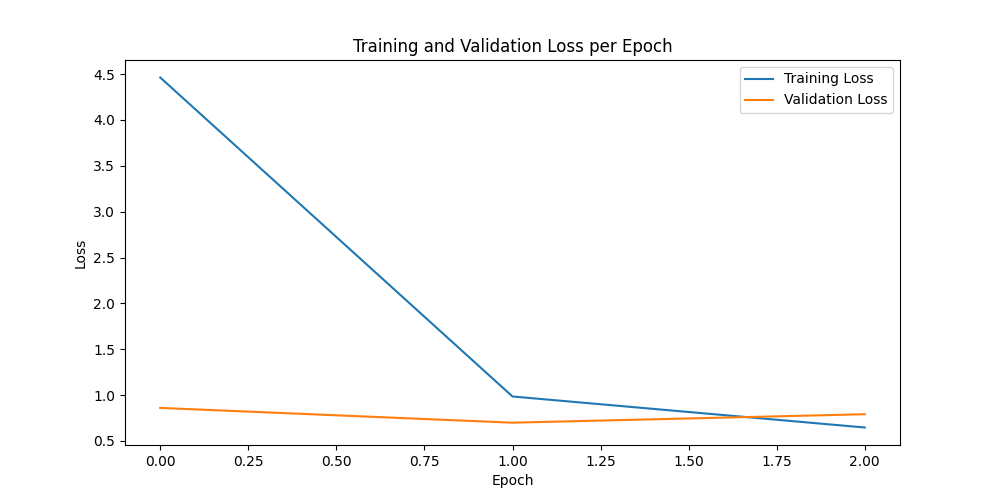 Training and Validation Loss per Epoch
Training Loss
Validation Loss
4.5
4.0
3.5
3.0
2.5
2.0
1.5
1.0
0.5
Loss
0.00 0.25 0.50 0.75 1.00 1.25 1.50 1.75 2.00
Epoch